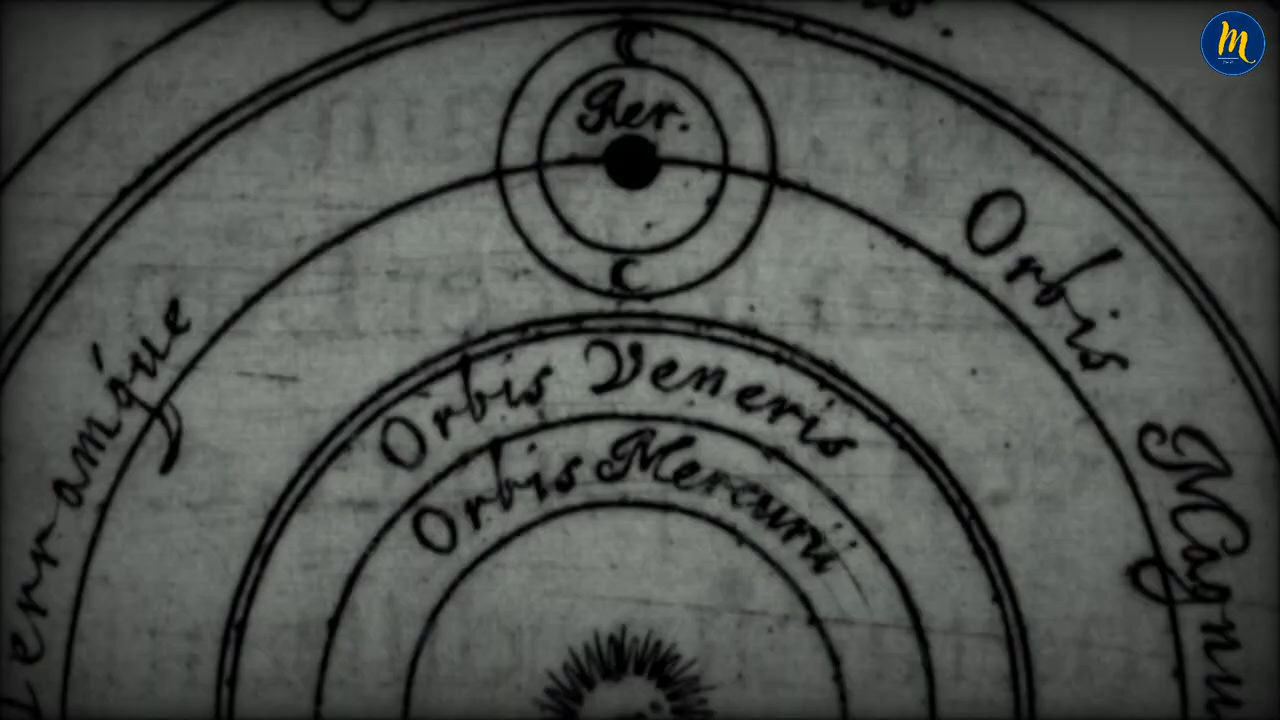 Aer.
Orbis Magnu
Terramque
Orbis Veneris
Orbis Mercurii
M